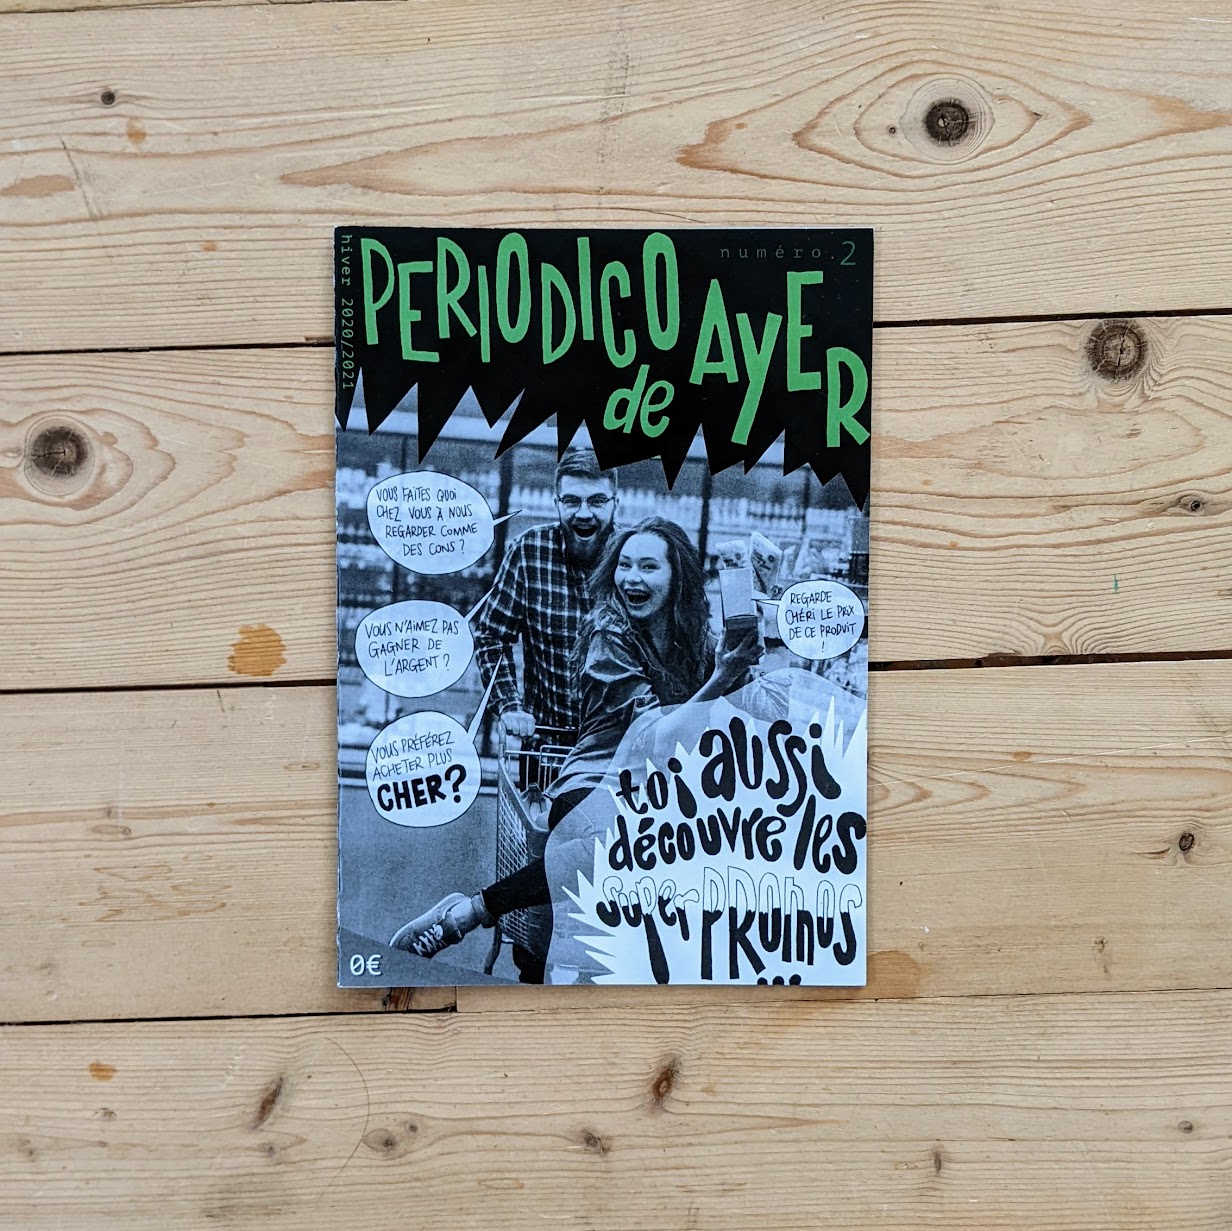 hiver 2020/2021
numéro.2
PERIODICO
de AYER
VOUS FAITES QUOI
CHEZ VOUS À NOUS
REGARDER COMME
DES CONS ?
VOUS N'AIMEZ PAS
GAGNER DE
L'ARGENT ?
REGARDE
CHÉRI LE PRIX
DE CE PRODUIT
!
VOUS PRÉFÉREZ
ACHETER PLUS
CHER?
toi aussi
découvre les
super PROMOS
...
0€